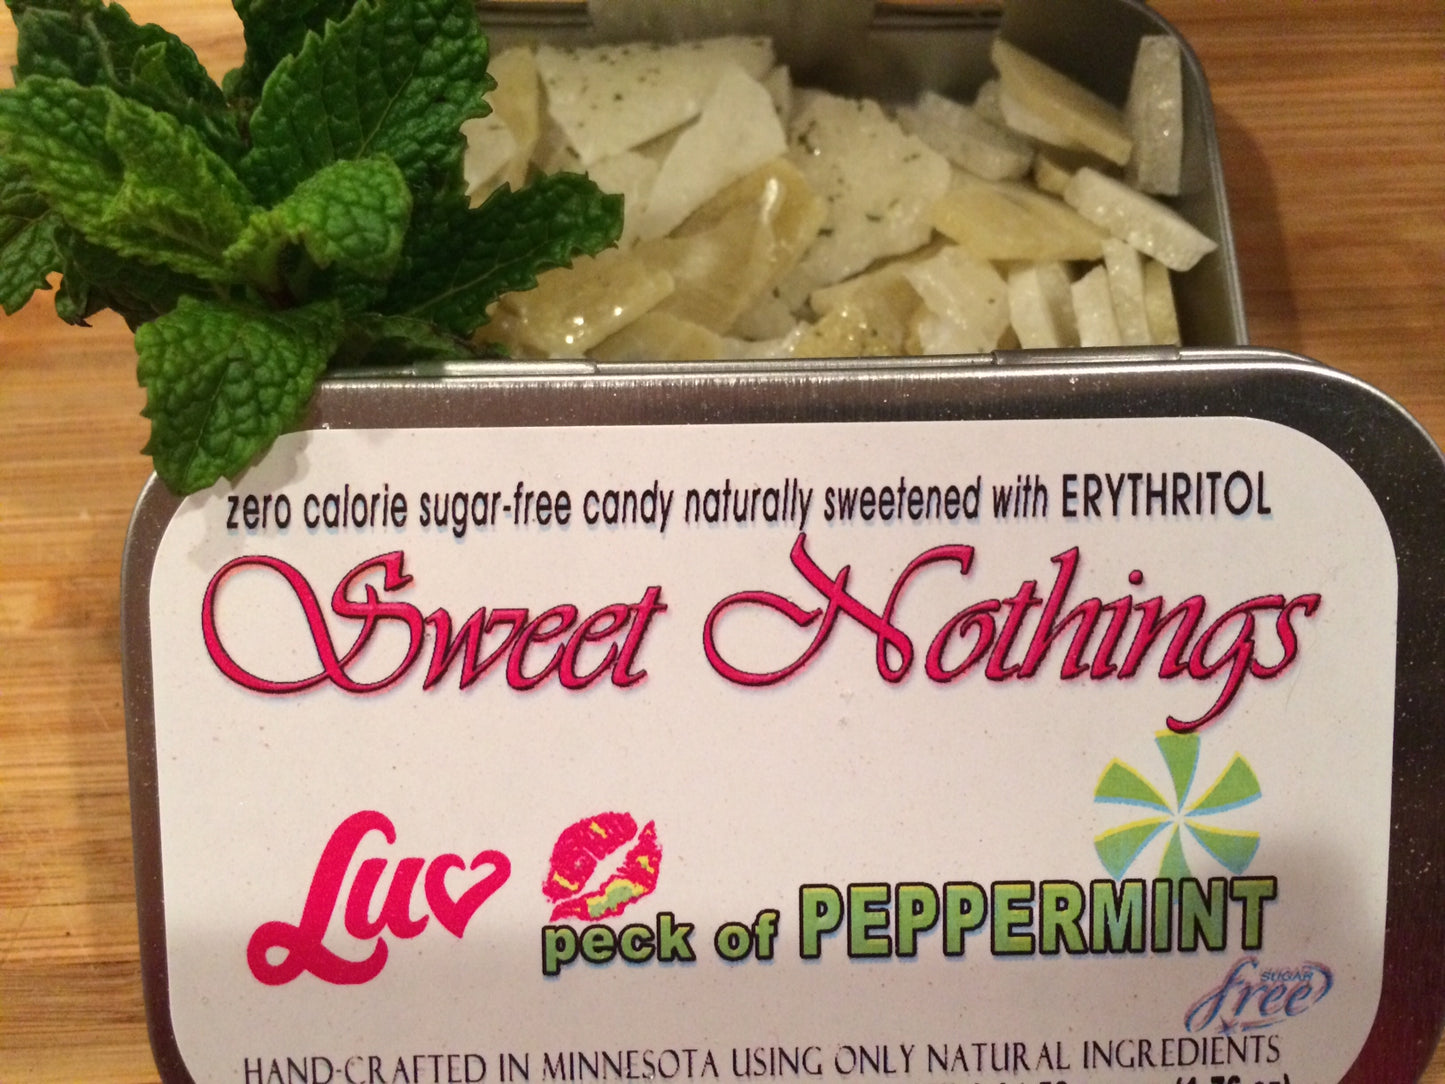 zero calorie sugar-free candy naturally sweetened with ERYTHRITOL
Sweet Nothings
Luv
peck of PEPPERMINT
SUGAR
free
HAND-CRAFTED IN MINNESOTA USING ONLY NATURAL INGREDIENTS